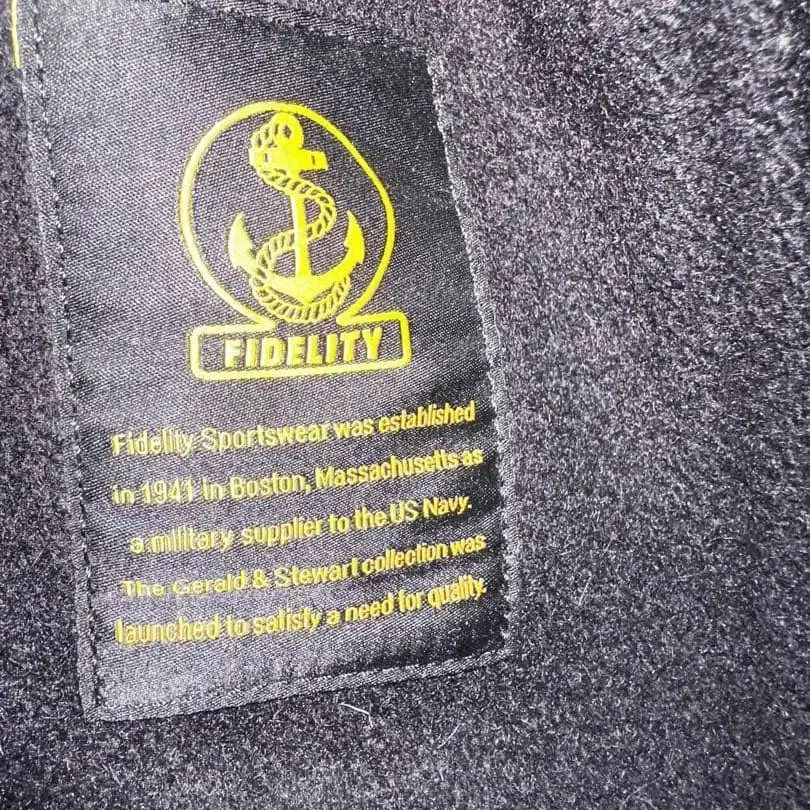 FIDELITY
Fidelity Sportswear was established
in 1941 in Boston, Massachusetts as
a military supplier to the US Navy.
The Gerald & Stewart collection was
launched to satisfy a need for quality.